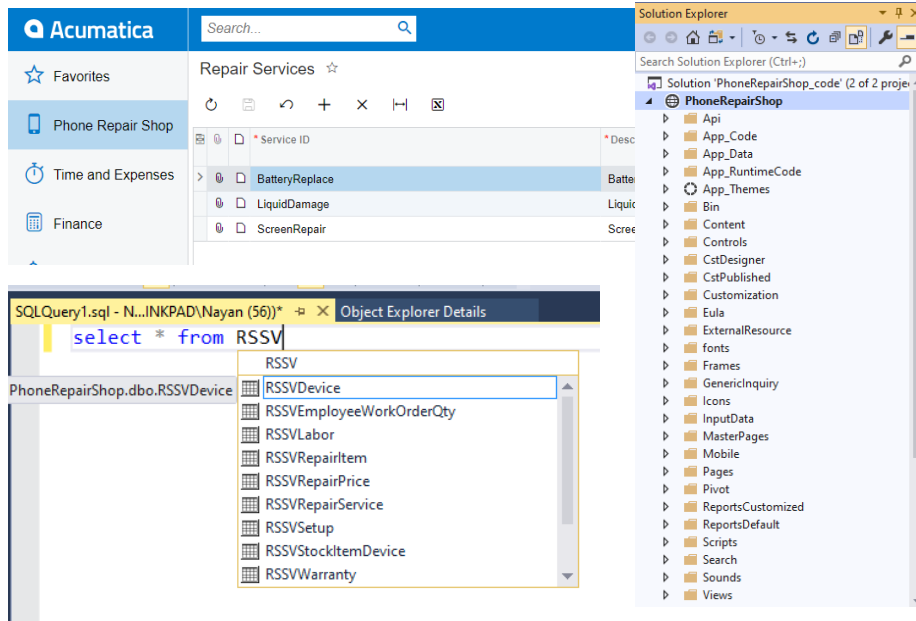 Acumatica
Search...
Favorites
Phone Repair Shop
Time and Expenses
Finance
Repair Services
* Service ID
* Desc
BatteryReplace
Batte
LiquidDamage
Liquid
ScreenRepair
Scree
SQLQuery1.sql - N...INKPAD\Nayan (56))*
Object Explorer Details
select * from RSSV
RSSV
PhoneRepairShop.dbo.RSSVDevice
RSSVDevice
RSSVEmployeeWorkOrderQty
RSSVLabor
RSSVRepairItem
RSSVRepairPrice
RSSVRepairService
RSSVSetup
RSSVStockItemDevice
RSSVWarranty
Solution Explorer
Search Solution Explorer (Ctrl+;)
Solution 'PhoneRepairShop_code' (2 of 2 proje
PhoneRepairShop
Api
App_Code
App_Data
App_RuntimeCode
App_Themes
Bin
Content
Controls
CstDesigner
CstPublished
Customization
Eula
ExternalResource
fonts
Frames
GenericInquiry
Icons
InputData
MasterPages
Mobile
Pages
Pivot
ReportsCustomized
ReportsDefault
Scripts
Search
Sounds
Views